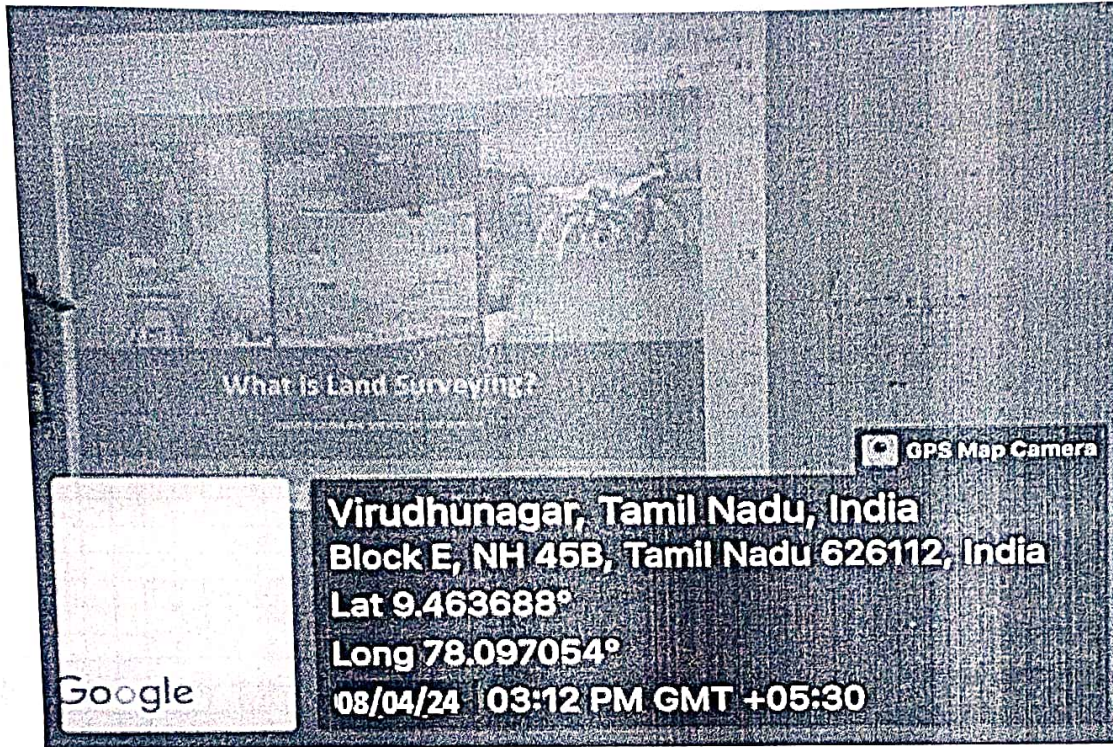 What is Land Surveying?
GPS Map Camera
Virudhunagar, Tamil Nadu, India
Block E, NH 45B, Tamil Nadu 626112, India
Lat 9.463688°
Long 78.097054°
08/04/24 03:12 PM GMT +05:30
Google